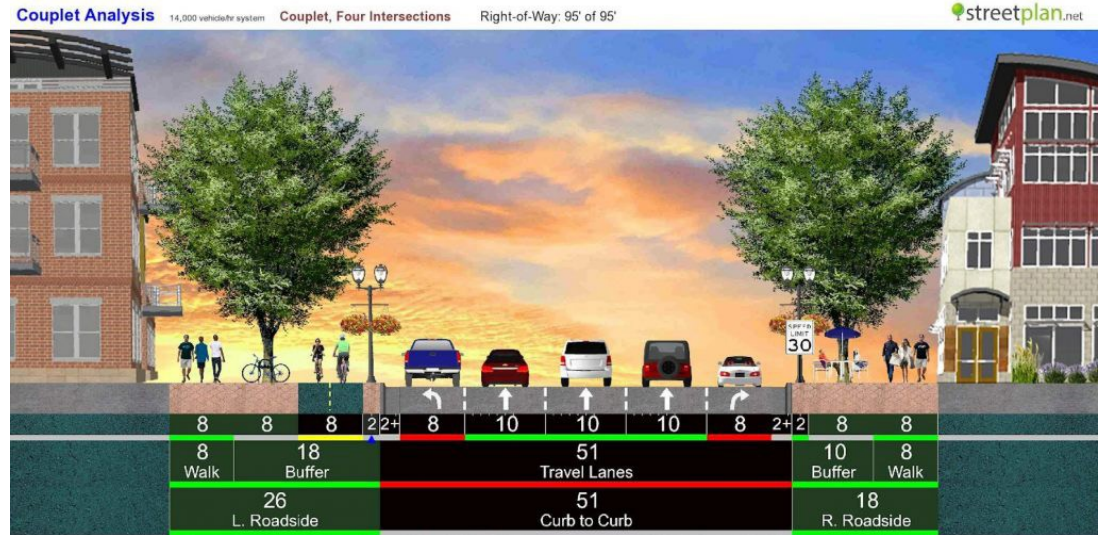 Couplet Analysis 14,000 vehicle/hr system Couplet, Four Intersections Right-of-Way: 95' of 95' streetplan.net
SPEED
LIMIT
30
8 8 8 2 2+ 8 10 10 10 8 2+ 2 8 8
8 18 51 10 8
Walk Buffer Travel Lanes Buffer Walk
26 51 18
L. Roadside Curb to Curb R. Roadside